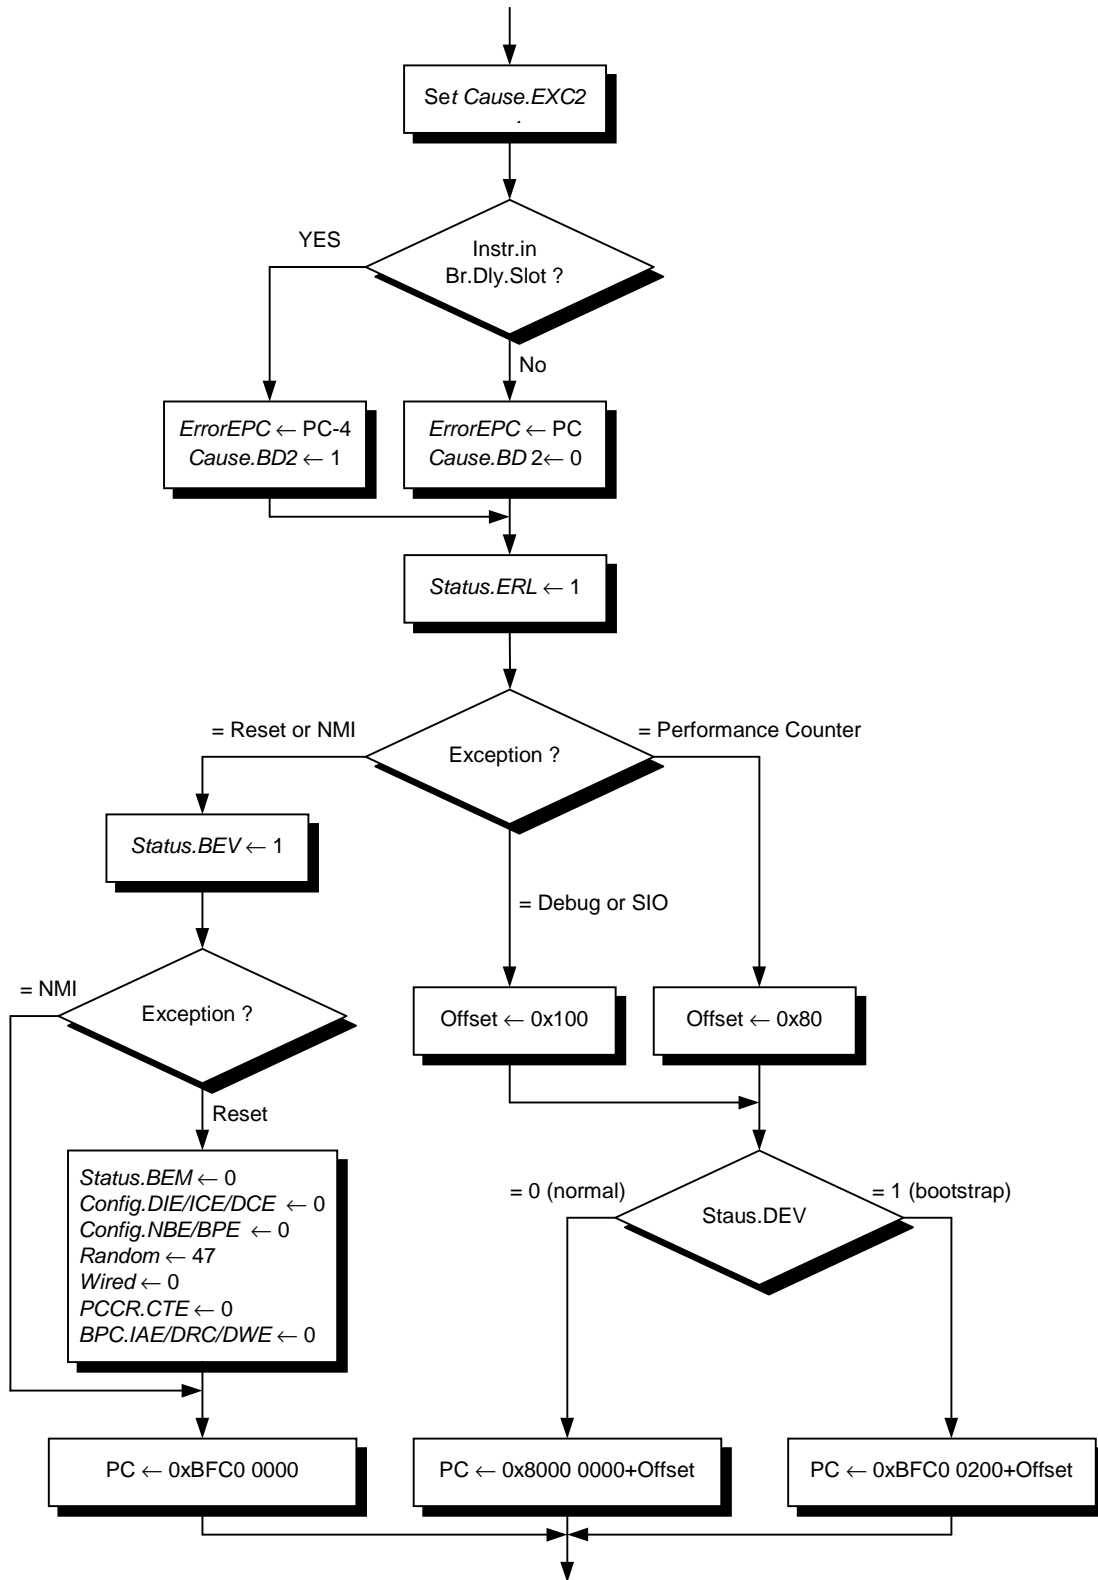 Set Cause.EXC2
.
YES
Instr.in
Br.Dly.Slot ?
No
ErrorEPC ← PC-4
Cause.BD2 ← 1
ErrorEPC ← PC
Cause.BD 2← 0
Status.ERL ← 1
= Reset or NMI
Exception ?
= Performance Counter
Status.BEV ← 1
= Debug or SIO
= NMI
Exception ?
Offset ← 0x100
Offset ← 0x80
Reset
Status.BEM ← 0
Config.DIE/ICE/DCE ← 0
Config.NBE/BPE ← 0
Random ← 47
Wired ← 0
PCCR.CTE ← 0
BPC.IAE/DRC/DWE ← 0
= 0 (normal)
Staus.DEV
= 1 (bootstrap)
PC ← 0xBFC0 0000
PC ← 0x8000 0000+Offset
PC ← 0xBFC0 0200+Offset